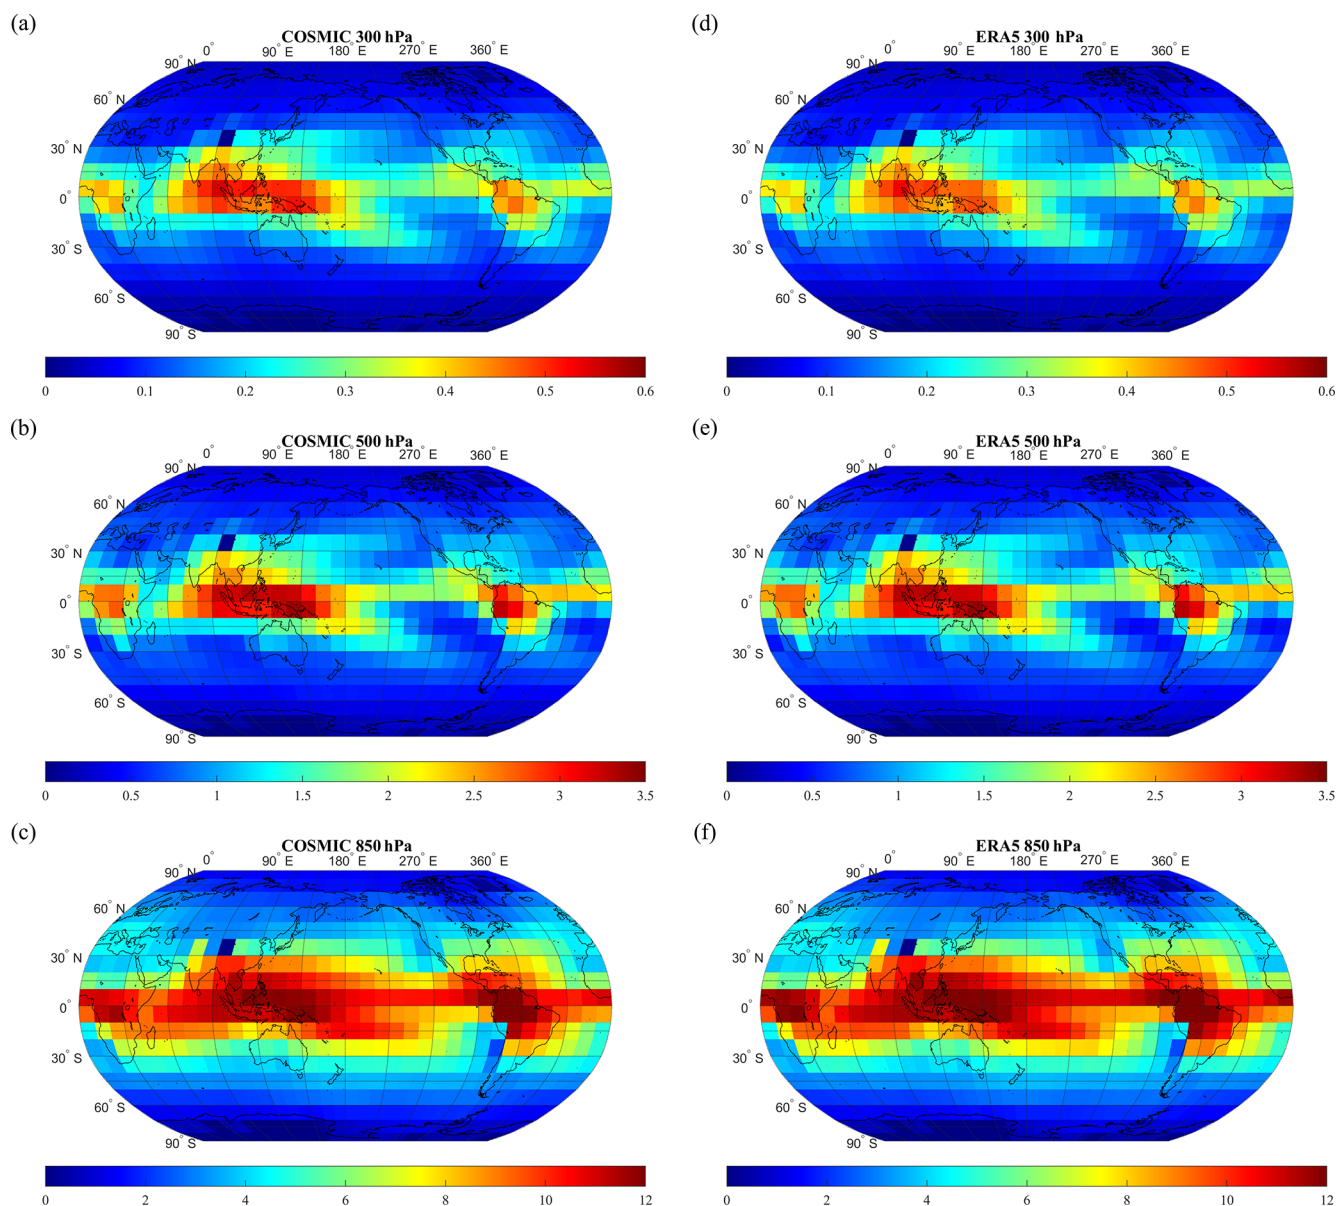 (a)
COSMIC 300 hPa
0° 90° E 180° E 270° E 360° E
90° N
60° N
30° N
0°
30° S
60° S
90° S
0 0.1 0.2 0.3 0.4 0.5 0.6
(d)
ERA5 300 hPa
0° 90° E 180° E 270° E 360° E
90° N
60° N
30° N
0°
30° S
60° S
90° S
0 0.1 0.2 0.3 0.4 0.5 0.6
(b)
COSMIC 500 hPa
0° 90° E 180° E 270° E 360° E
90° N
60° N
30° N
0°
30° S
60° S
90° S
0 0.5 1 1.5 2 2.5 3 3.5
(e)
ERA5 500 hPa
0° 90° E 180° E 270° E 360° E
90° N
60° N
30° N
0°
30° S
60° S
90° S
0 0.5 1 1.5 2 2.5 3 3.5
(c)
COSMIC 850 hPa
0° 90° E 180° E 270° E 360° E
90° N
60° N
30° N
0°
30° S
60° S
90° S
0 2 4 6 8 10 12
(f)
ERA5 850 hPa
0° 90° E 180° E 270° E 360° E
90° N
60° N
30° N
0°
30° S
60° S
90° S
0 2 4 6 8 10 12